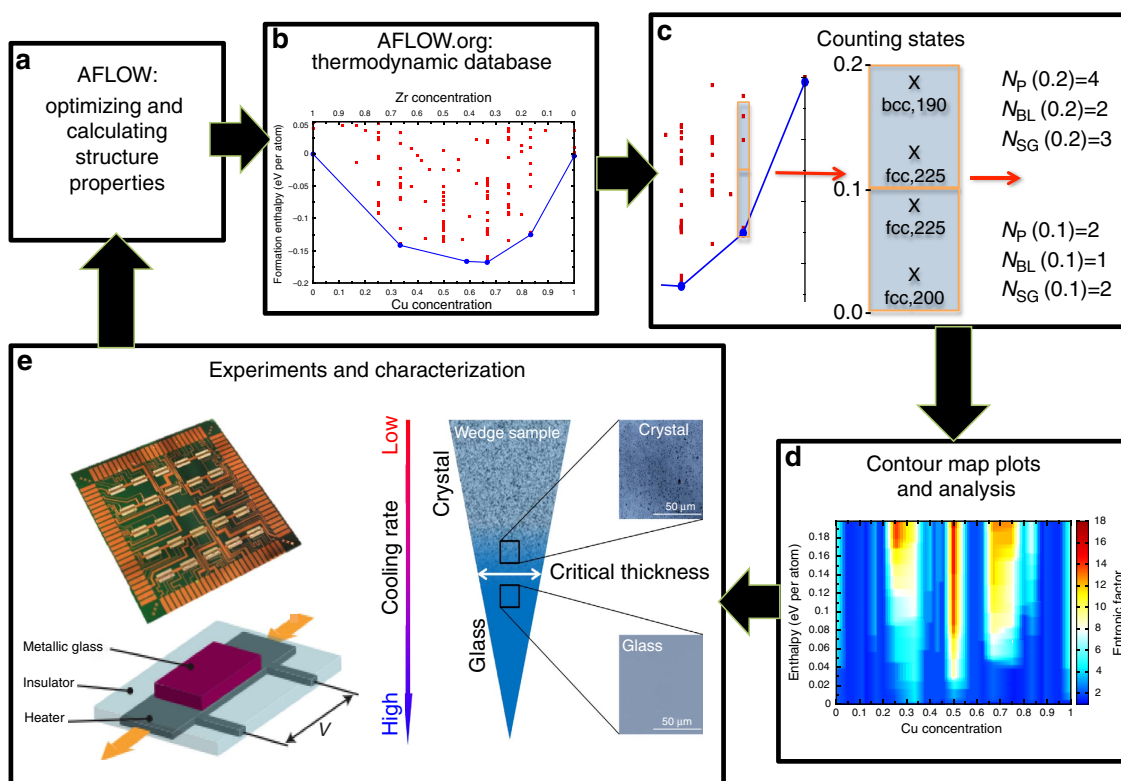 a
AFLOW:
optimizing and
calculating
structure
properties
b
AFLOW.org:
thermodynamic database
Zr concentration
1 0.9 0.8 0.7 0.6 0.5 0.4 0.3 0.2 0.1 0
Formation enthalpy (eV per atom)
0.05
0
−0.05
−0.1
−0.15
−0.2
0 0.1 0.2 0.3 0.4 0.5 0.6 0.7 0.8 0.9 1
Cu concentration
c
Counting states
0.2
X
bcc,190
X
fcc,225
0.1
X
fcc,225
X
fcc,200
0.0
N_P (0.2)=4
N_BL (0.2)=2
N_SG (0.2)=3
N_P (0.1)=2
N_BL (0.1)=1
N_SG (0.1)=2
d
Contour map plots
and analysis
Enthalpy (eV per atom)
0.18
0.16
0.14
0.12
0.1
0.08
0.06
0.04
0.02
0
0 0.1 0.2 0.3 0.4 0.5 0.6 0.7 0.8 0.9 1
Cu concentration
18
16
14
12
10
8
6
4
2
Entropic factor
e
Experiments and characterization
Metallic glass
Insulator
Heater
V
Low
Cooling rate
High
Wedge sample
Crystal
Glass
Critical thickness
Crystal
50 µm
Glass
50 µm